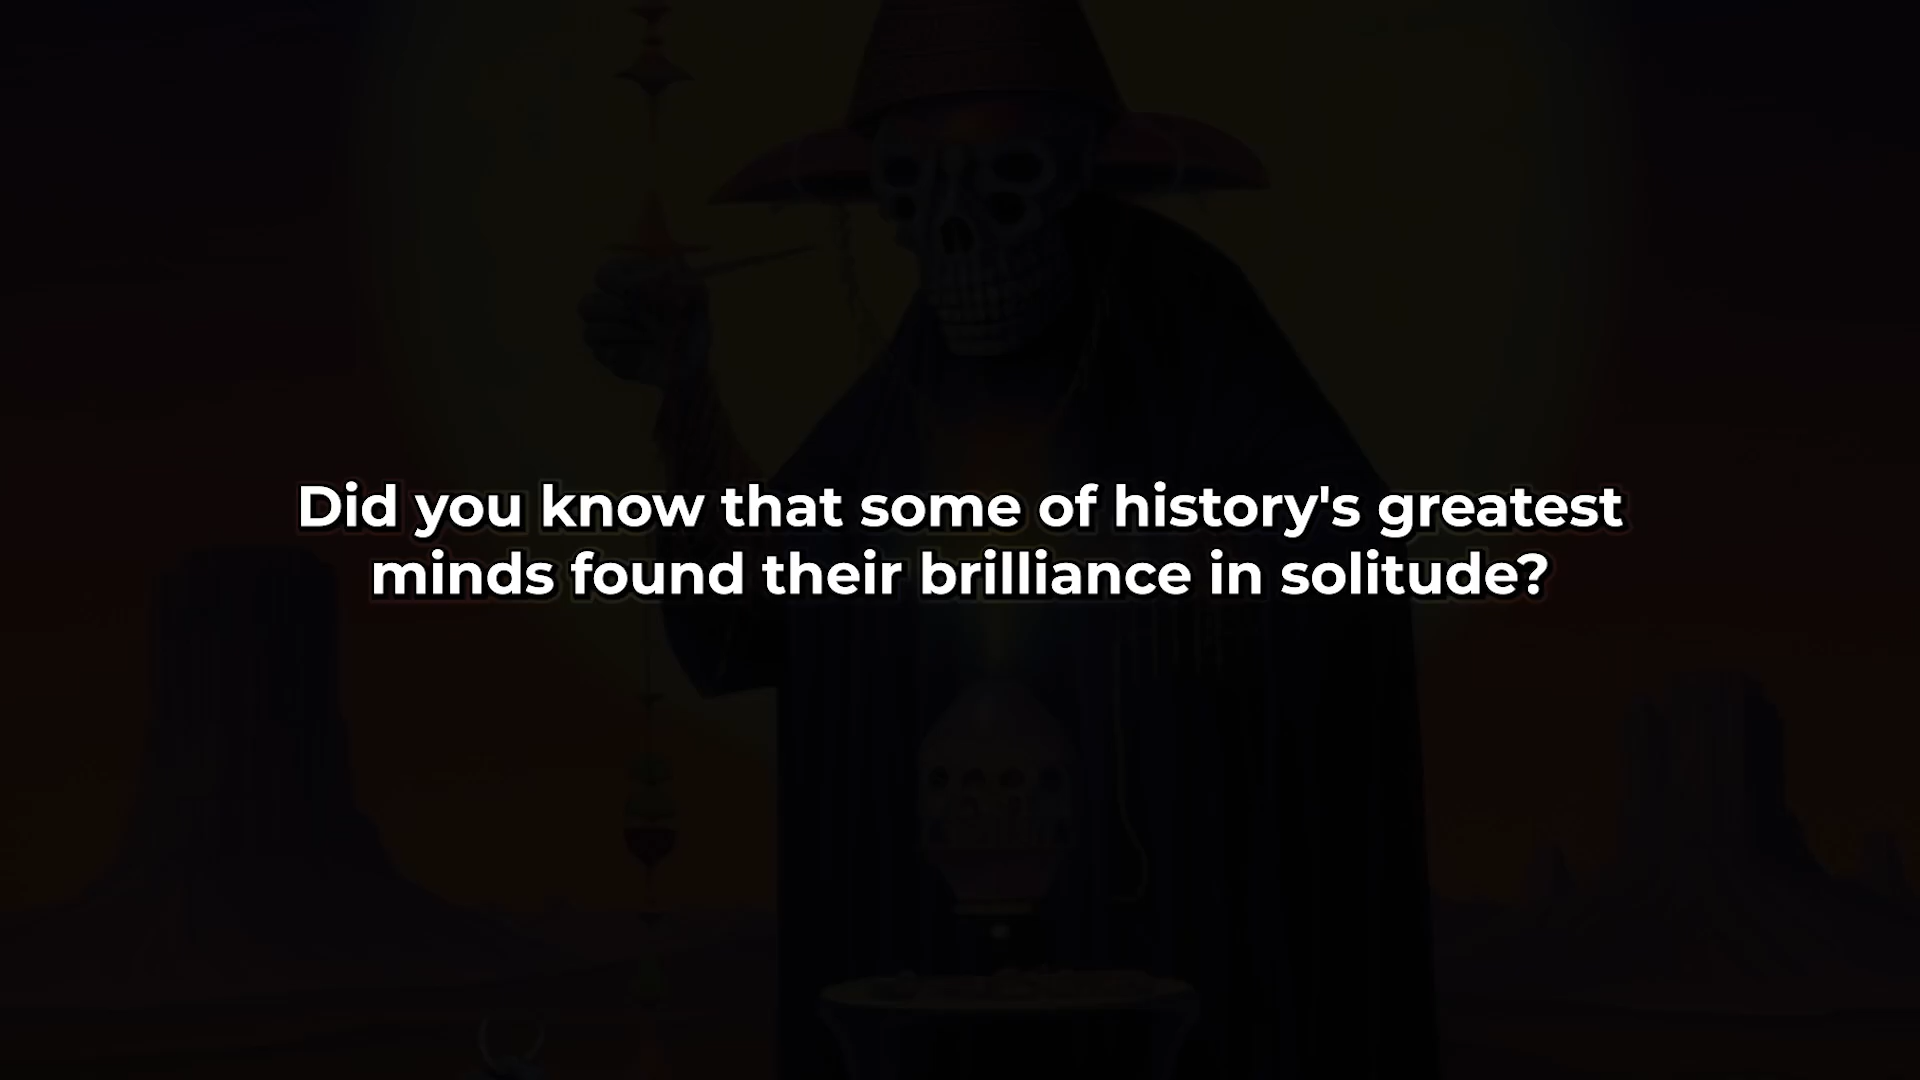 Did you know that some of history's greatest
minds found their brilliance in solitude?